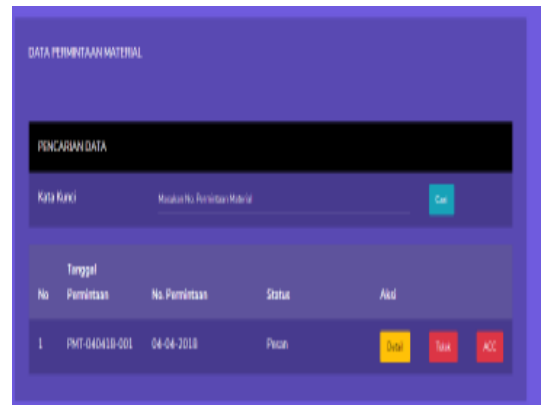 DATA PERMINTAAN MATERIAL
PENCARIAN DATA
Kata Kunci Masukan No. Permintaan Material Cari
No Tanggal Permintaan No. Permintaan Status Aksi
1 PMT-040418-001 04-04-2018 Pesan Detail Tolak ACC